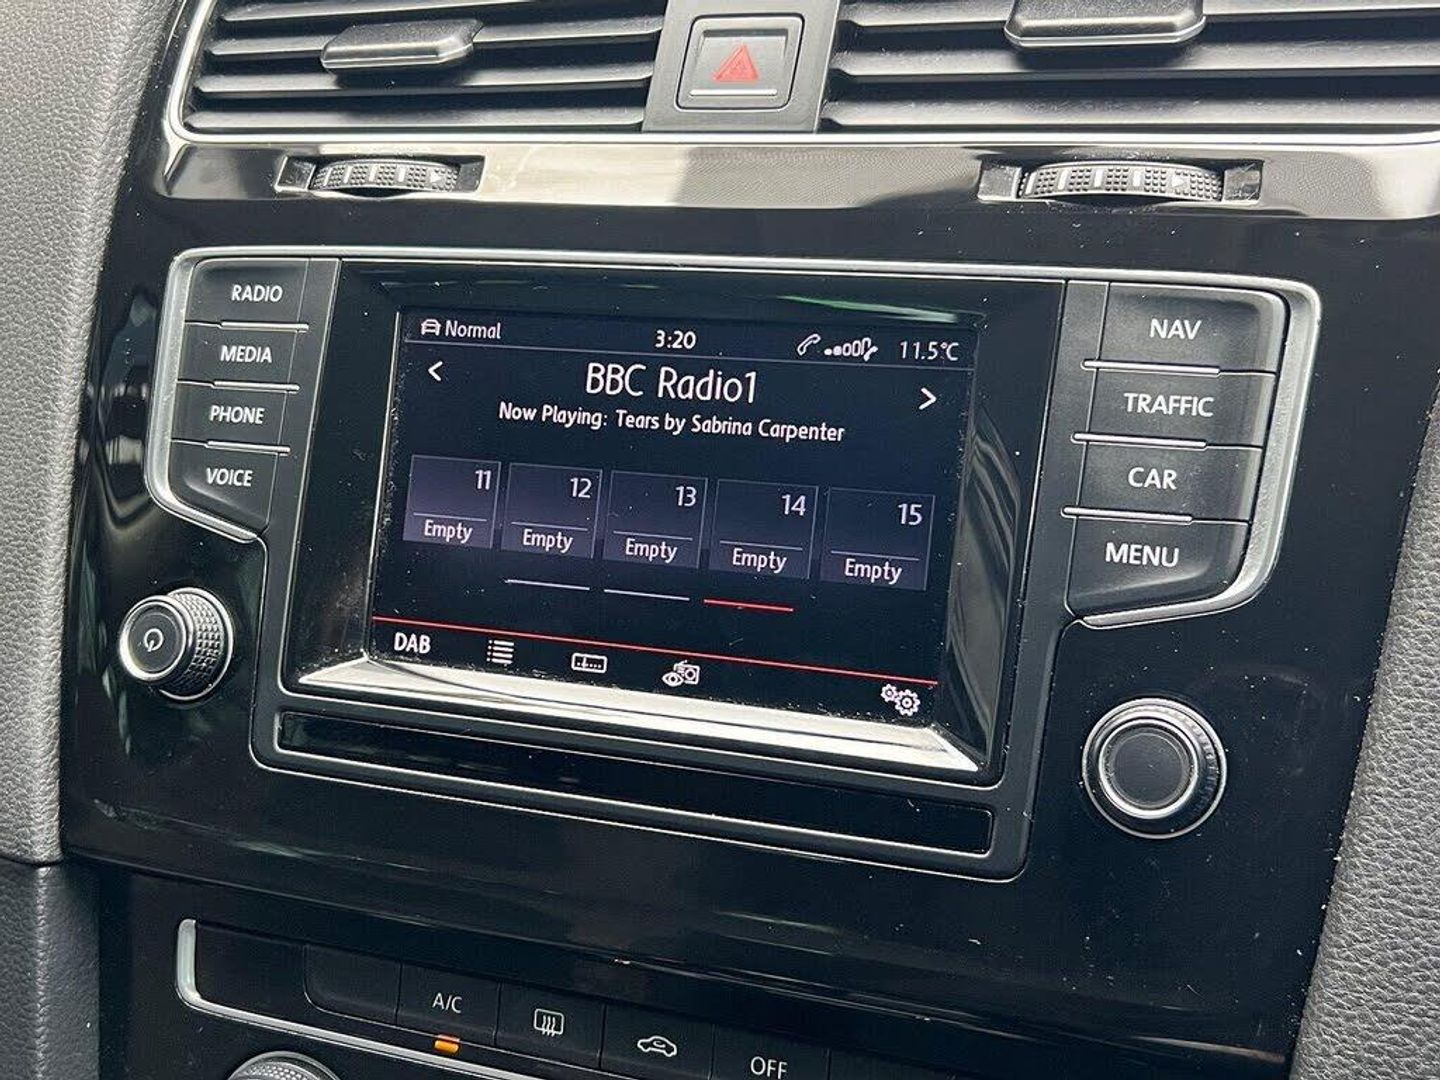 RADIO
MEDIA
PHONE
VOICE
Normal
3:20
11.5°C
<
BBC Radio1
>
Now Playing: Tears by Sabrina Carpenter
11
12
13
14
15
Empty
Empty
Empty
Empty
Empty
DAB
NAV
TRAFFIC
CAR
MENU
A/C
OFF